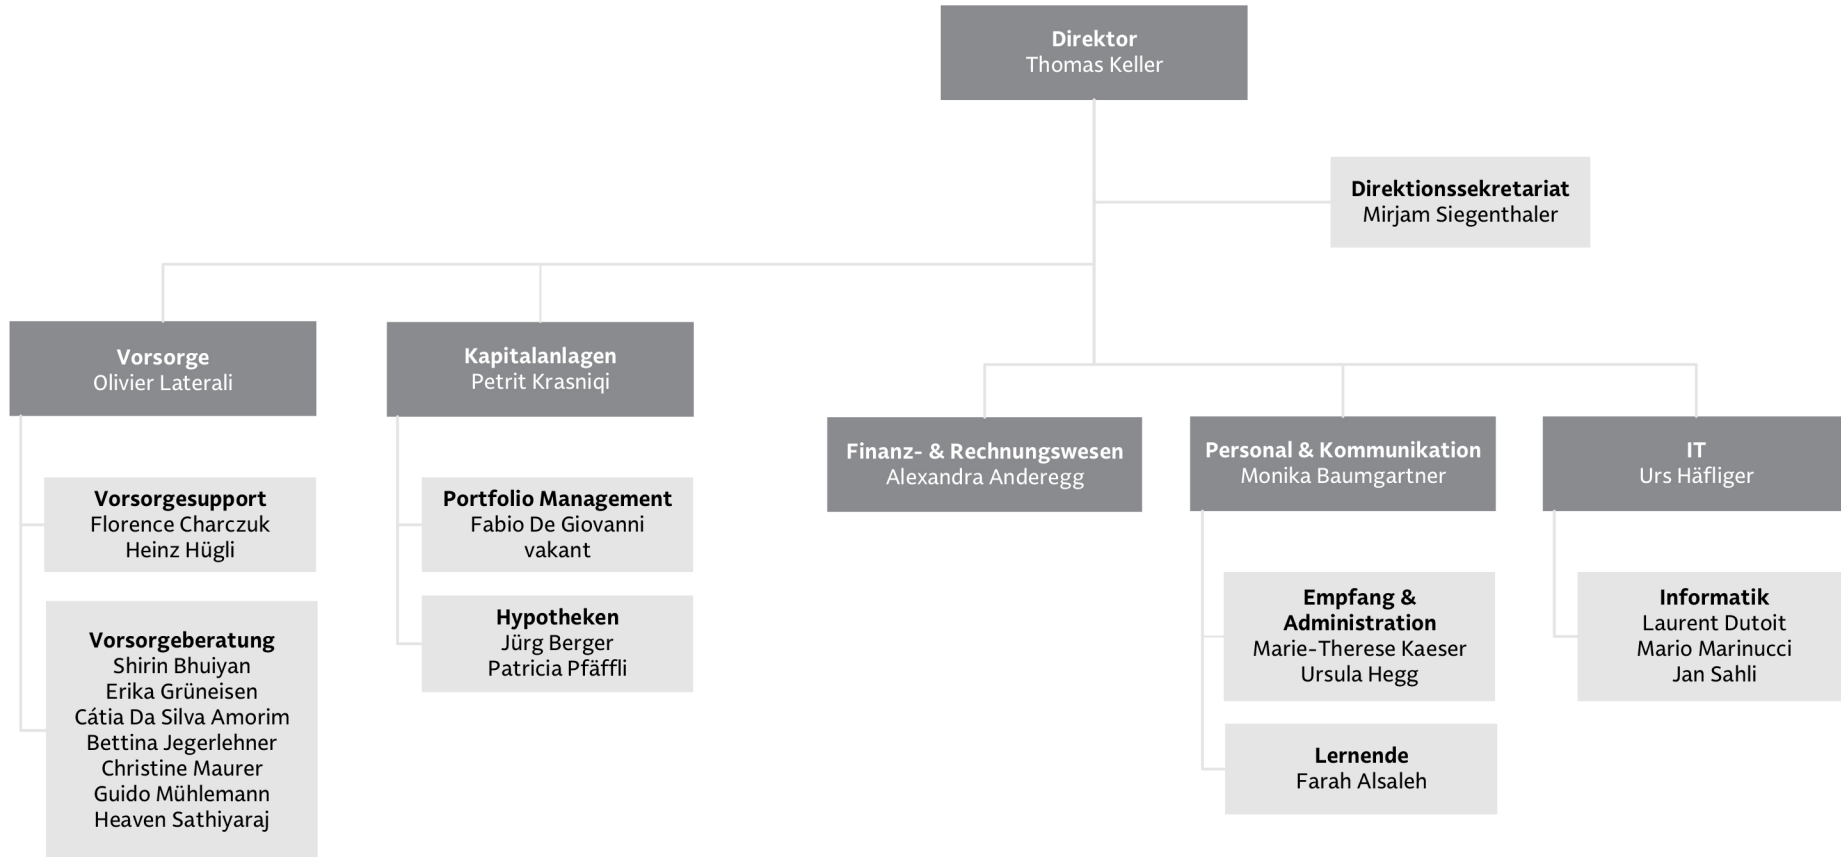 Direktor
Thomas Keller
Direktionssekretariat
Mirjam Siegenthaler
Vorsorge
Olivier Laterali
Vorsorgesupport
Florence Charczuk
Heinz Hügli
Vorsorgeberatung
Shirin Bhuiyan
Erika Grüneisen
Cátia Da Silva Amorim
Bettina Jegerlehner
Christine Maurer
Guido Mühlemann
Heaven Sathiyaraj
Kapitalanlagen
Petrit Krasniqi
Portfolio Management
Fabio De Giovanni
vakant
Hypotheken
Jürg Berger
Patricia Pfäffli
Finanz- & Rechnungswesen
Alexandra Anderegg
Personal & Kommunikation
Monika Baumgartner
Empfang &
Administration
Marie-Therese Kaeser
Ursula Hegg
Lernende
Farah Alsaleh
IT
Urs Häfliger
Informatik
Laurent Dutoit
Mario Marinucci
Jan Sahli